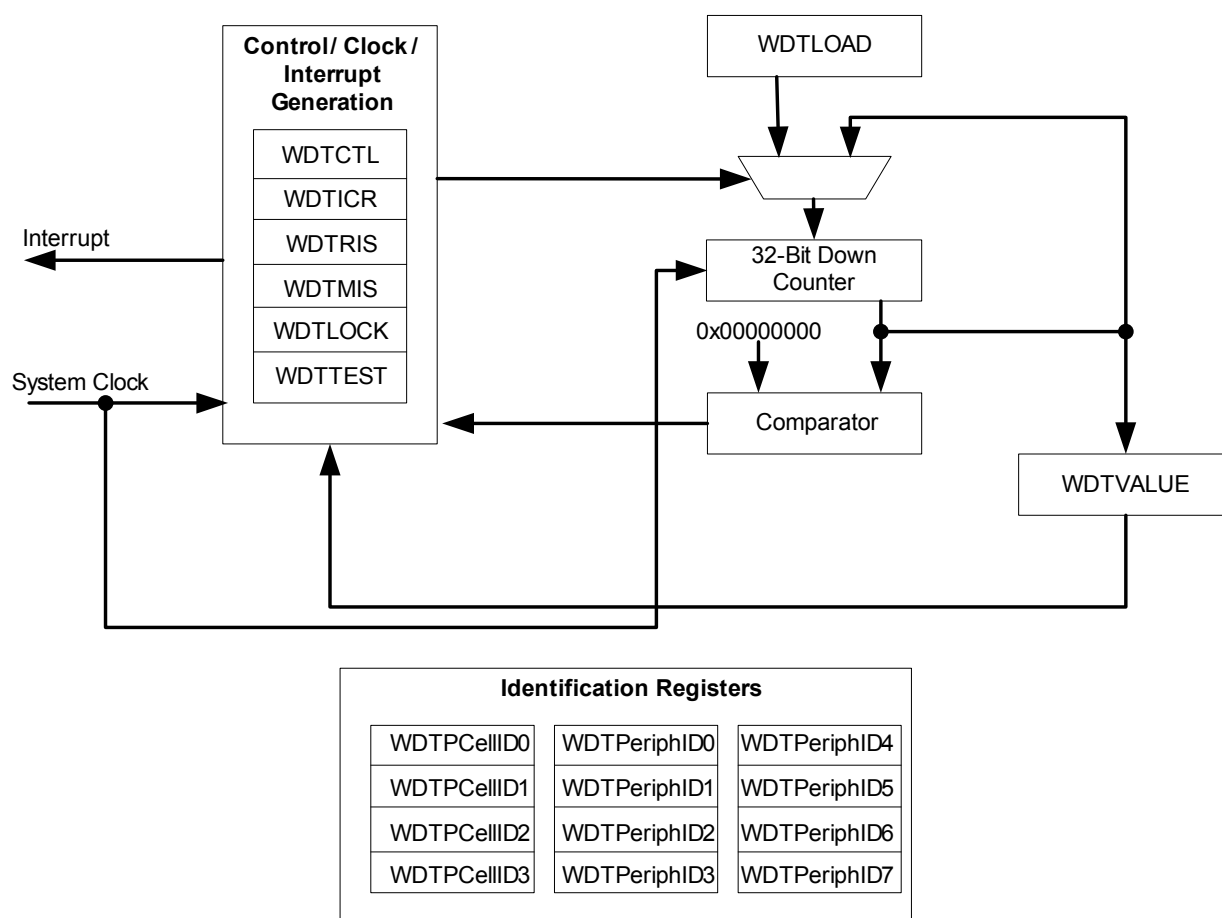 Control/ Clock/
Interrupt
Generation
WDTCTL
WDTICR
WDTRIS
WDTMIS
WDTLOCK
WDTTEST
Interrupt
System Clock
WDTLOAD
32-Bit Down
Counter
0x00000000
Comparator
WDTVALUE
Identification Registers
WDTPCellID0 WDTPeriphID0 WDTPeriphID4
WDTPCellID1 WDTPeriphID1 WDTPeriphID5
WDTPCellID2 WDTPeriphID2 WDTPeriphID6
WDTPCellID3 WDTPeriphID3 WDTPeriphID7